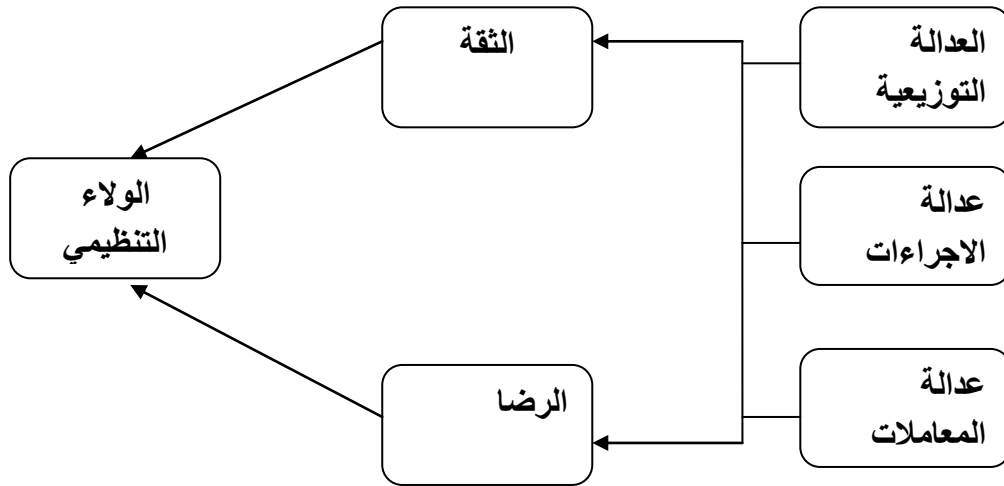 العدالة
التوزيعية
عدالة
الاجراءات
عدالة
المعاملات
الثقة
الرضا
الولاء
التنظيمي